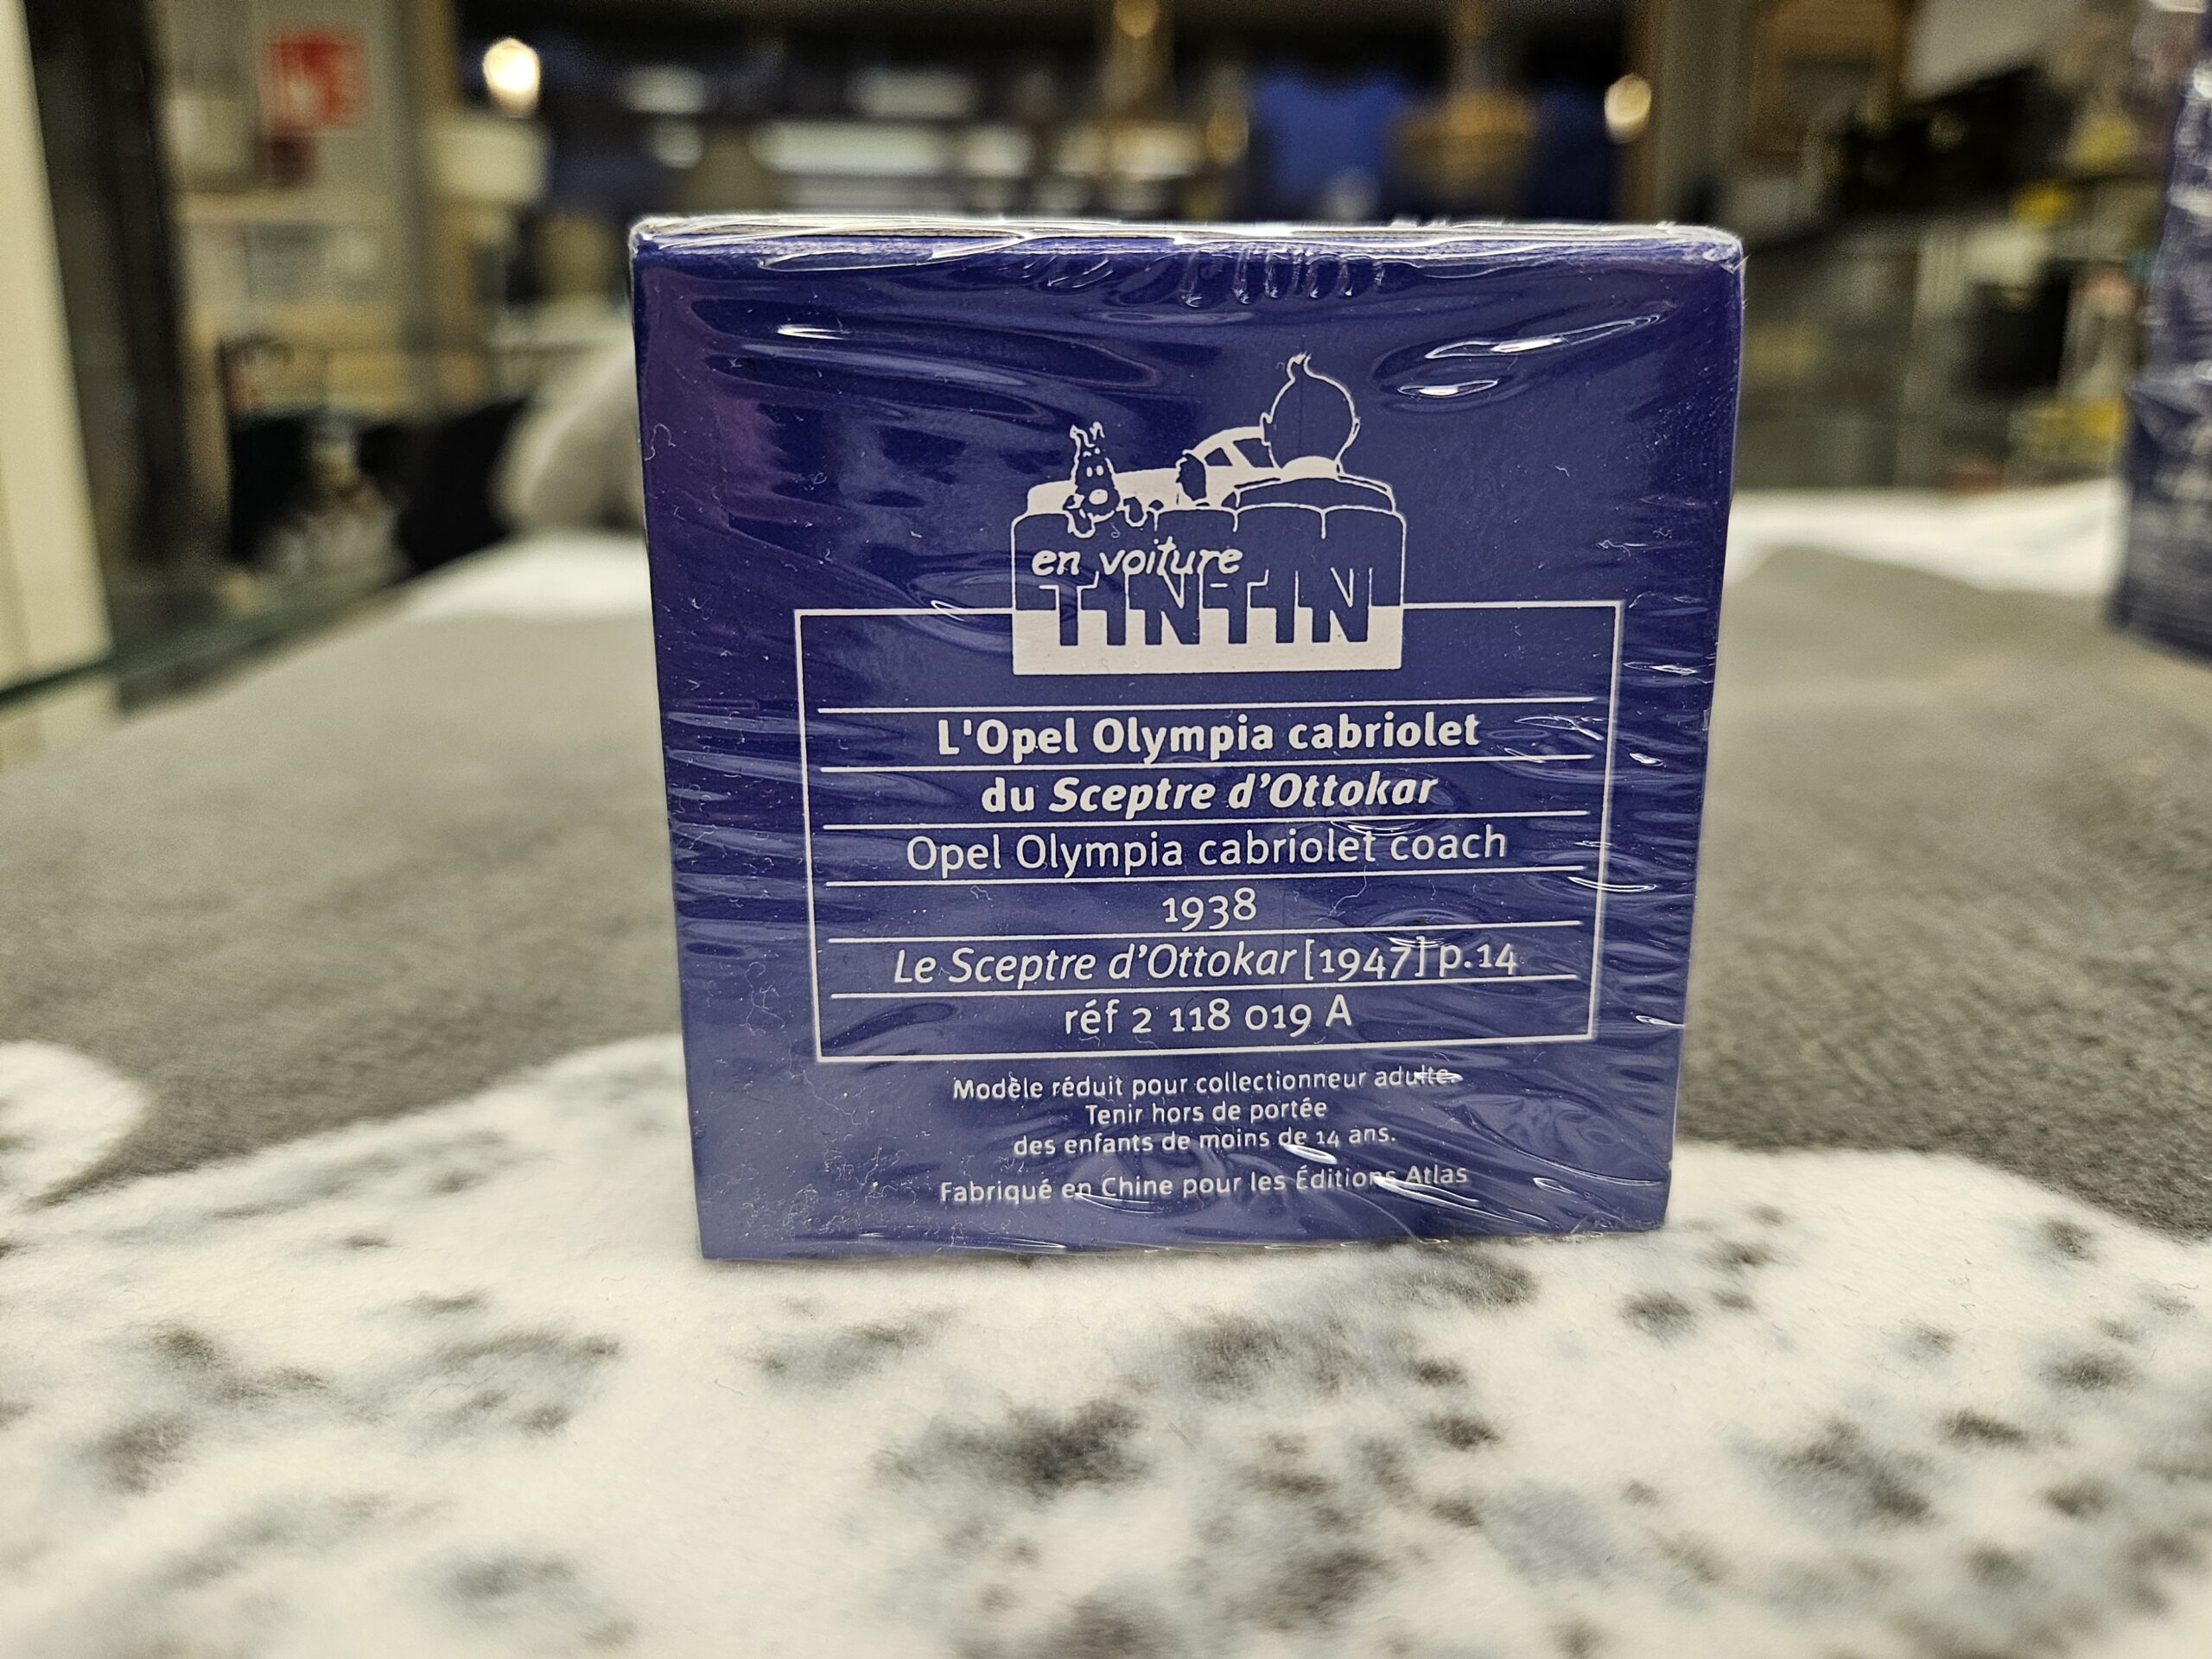 en voiture
TINTIN
L'Opel Olympia cabriolet
du Sceptre d'Ottokar
Opel Olympia cabriolet coach
1938
Le Sceptre d'Ottokar [1947] p.14
réf 2 118 019 A
Modèle réduit pour collectionneur adulte.
Tenir hors de portée
des enfants de moins de 14 ans.
Fabriqué en Chine pour les Éditions Atlas